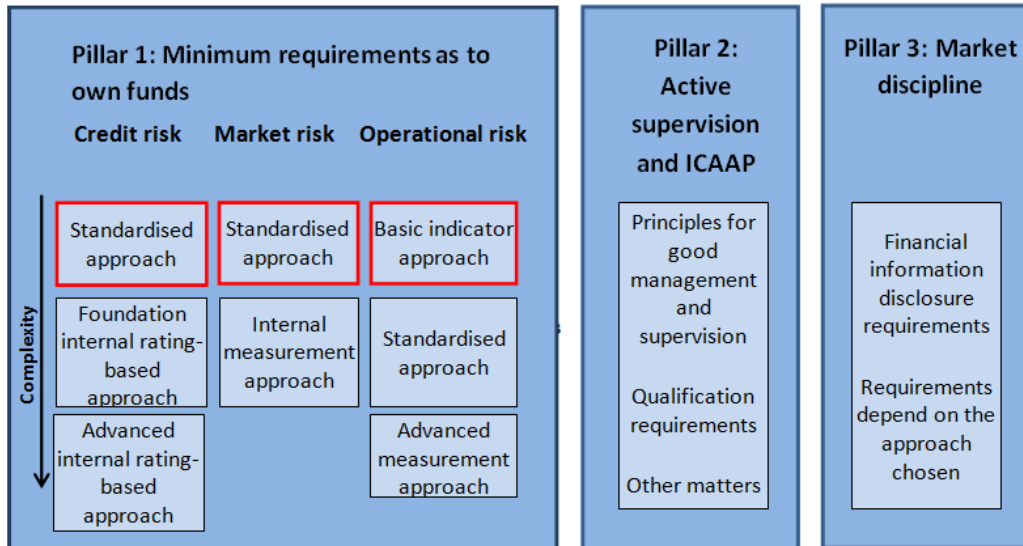 Pillar 1: Minimum requirements as to
own funds
Credit risk
Market risk
Operational risk
Complexity
Standardised
approach
Standardised
approach
Basic indicator
approach
Foundation
internal rating-
based
approach
Internal
measurement
approach
Standardised
approach
Advanced
internal rating-
based
approach
Advanced
measurement
approach
Pillar 2:
Active
supervision
and ICAAP
Principles for
good
management
and
supervision
Qualification
requirements
Other matters
Pillar 3: Market
discipline
Financial
information
disclosure
requirements
Requirements
depend on the
approach
chosen